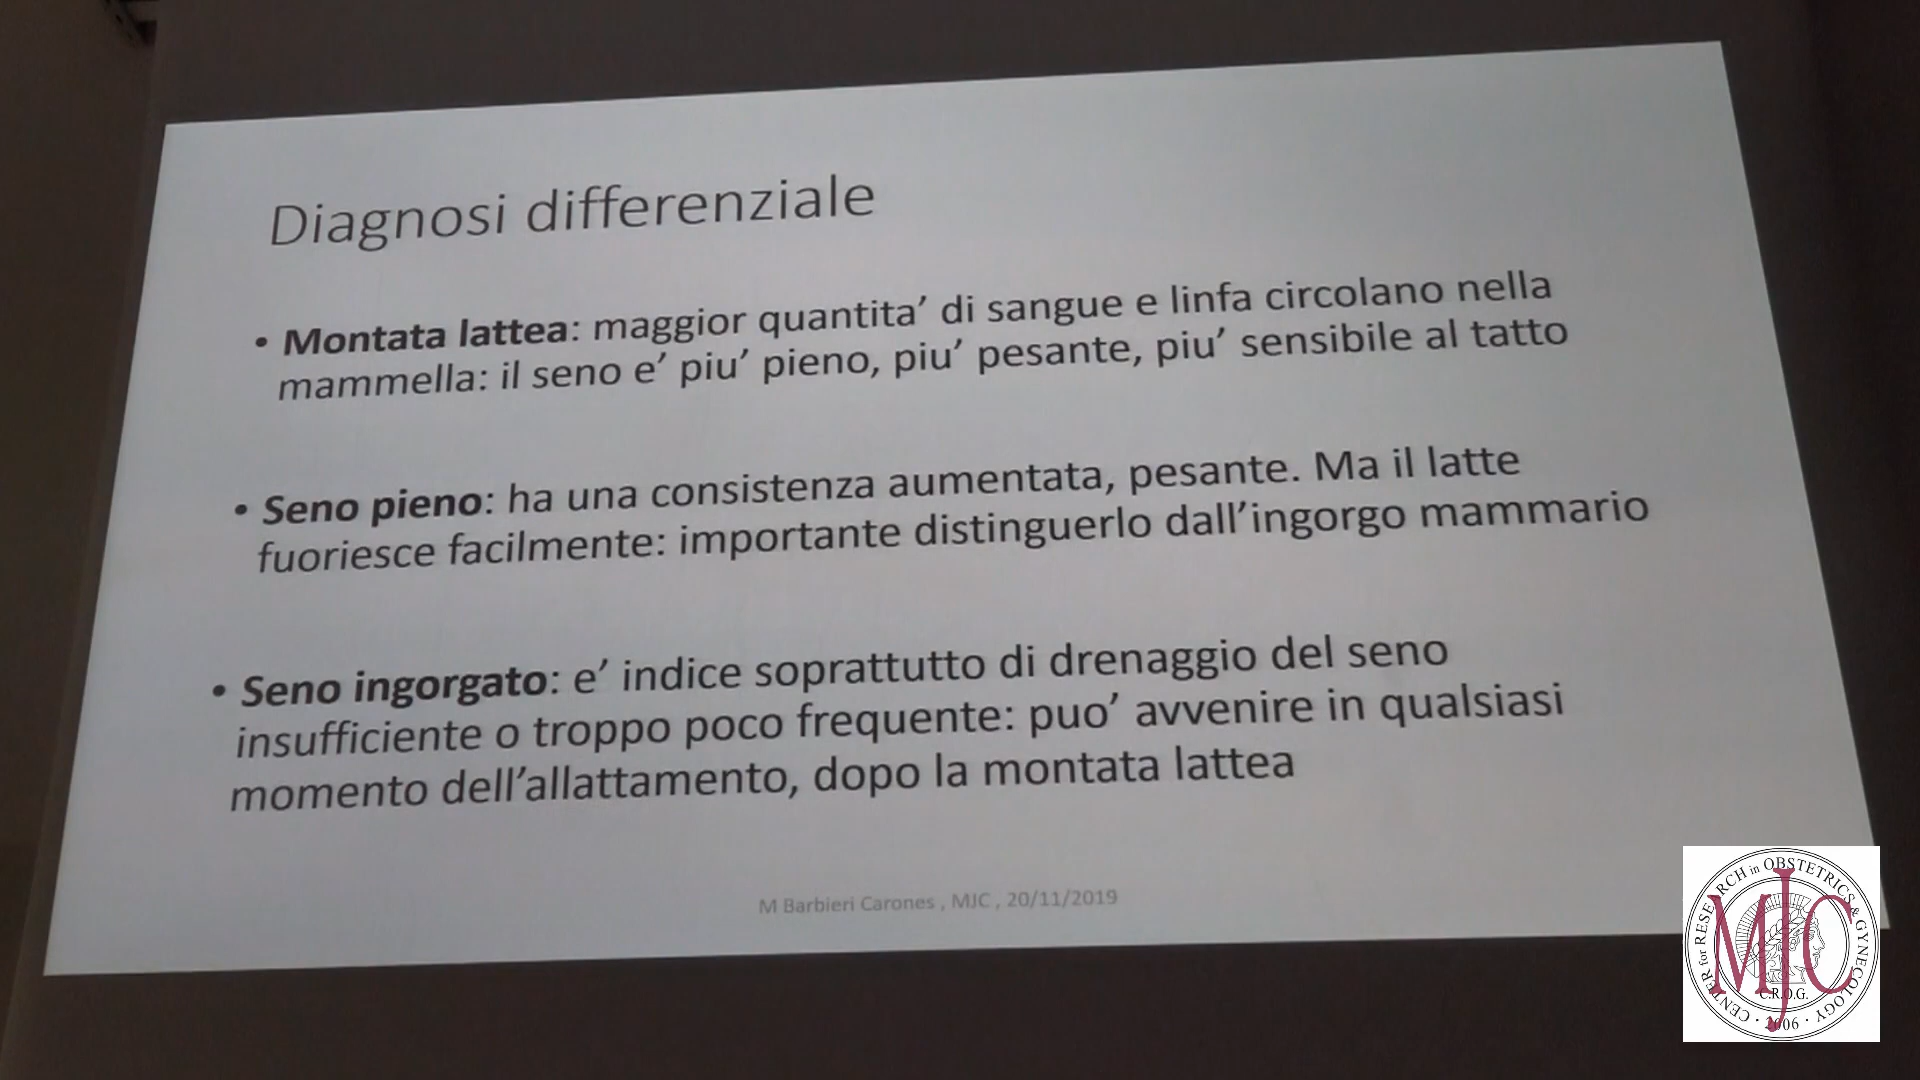 Diagnosi differenziale
• Montata lattea: maggior quantita’ di sangue e linfa circolano nella
mammella: il seno e’ piu’ pieno, piu’ pesante, piu’ sensibile al tatto
• Seno pieno: ha una consistenza aumentata, pesante. Ma il latte
fuoriesce facilmente: importante distinguerlo dall’ingorgo mammario
• Seno ingorgato: e’ indice soprattutto di drenaggio del seno
insufficiente o troppo poco frequente: puo’ avvenire in qualsiasi
momento dell’allattamento, dopo la montata lattea
M Barbieri Carones , MJC , 20/11/2019
CENTER for RESEARCH in OBSTETRICS & GYNECOLOGY
MJC
C.R.O.G.
· 2006 ·